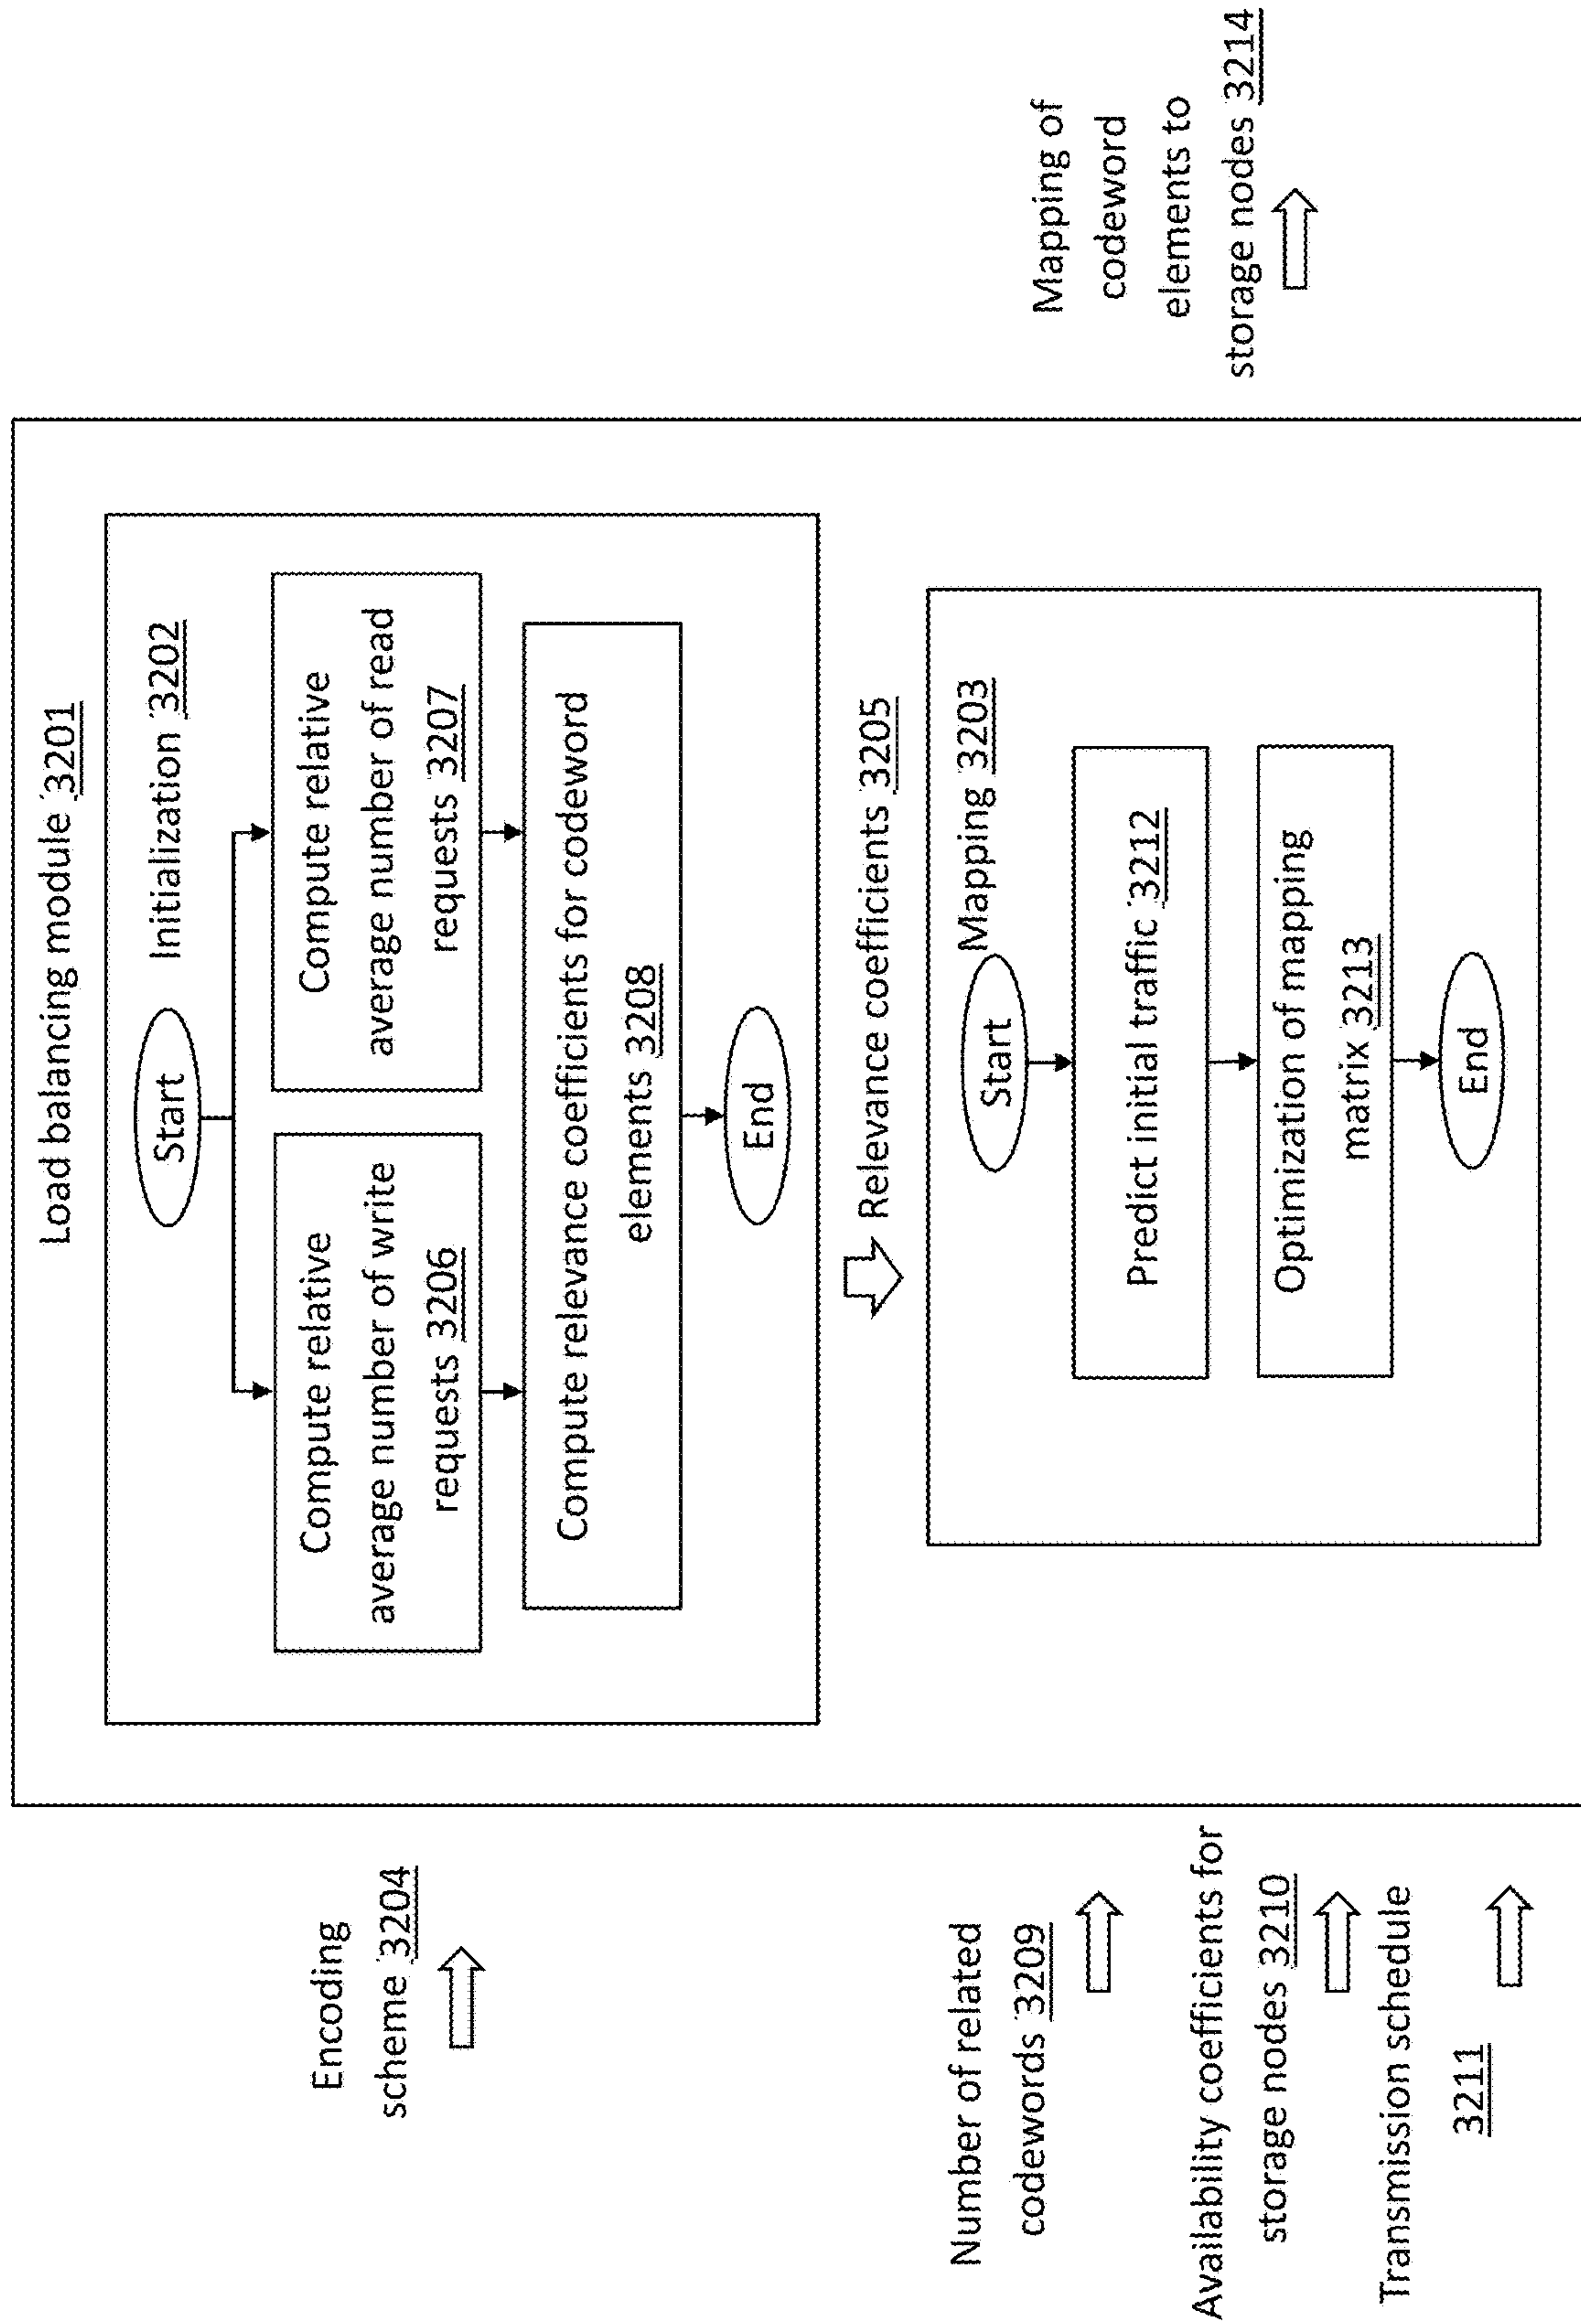 Load balancing module 3201
Initialization 3202
Start
Compute relative
average number of write
requests 3206
Compute relative
average number of read
requests 3207
Compute relevance coefficients for codeword
elements 3208
End
Encoding
scheme 3204
Relevance coefficients 3205
Mapping 3203
Start
Predict initial traffic 3212
Optimization of mapping
matrix 3213
End
Number of related
codewords 3209
Availability coefficients for
storage nodes 3210
Transmission schedule
3211
Mapping of
codeword
elements to
storage nodes 3214